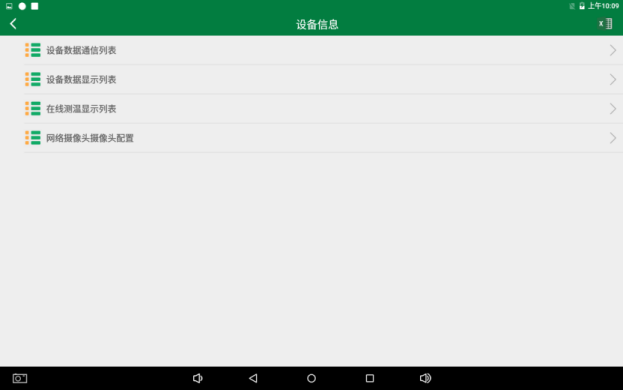 上午10:09
设备信息
设备数据通信列表
设备数据显示列表
在线测温显示列表
网络摄像头摄像头配置